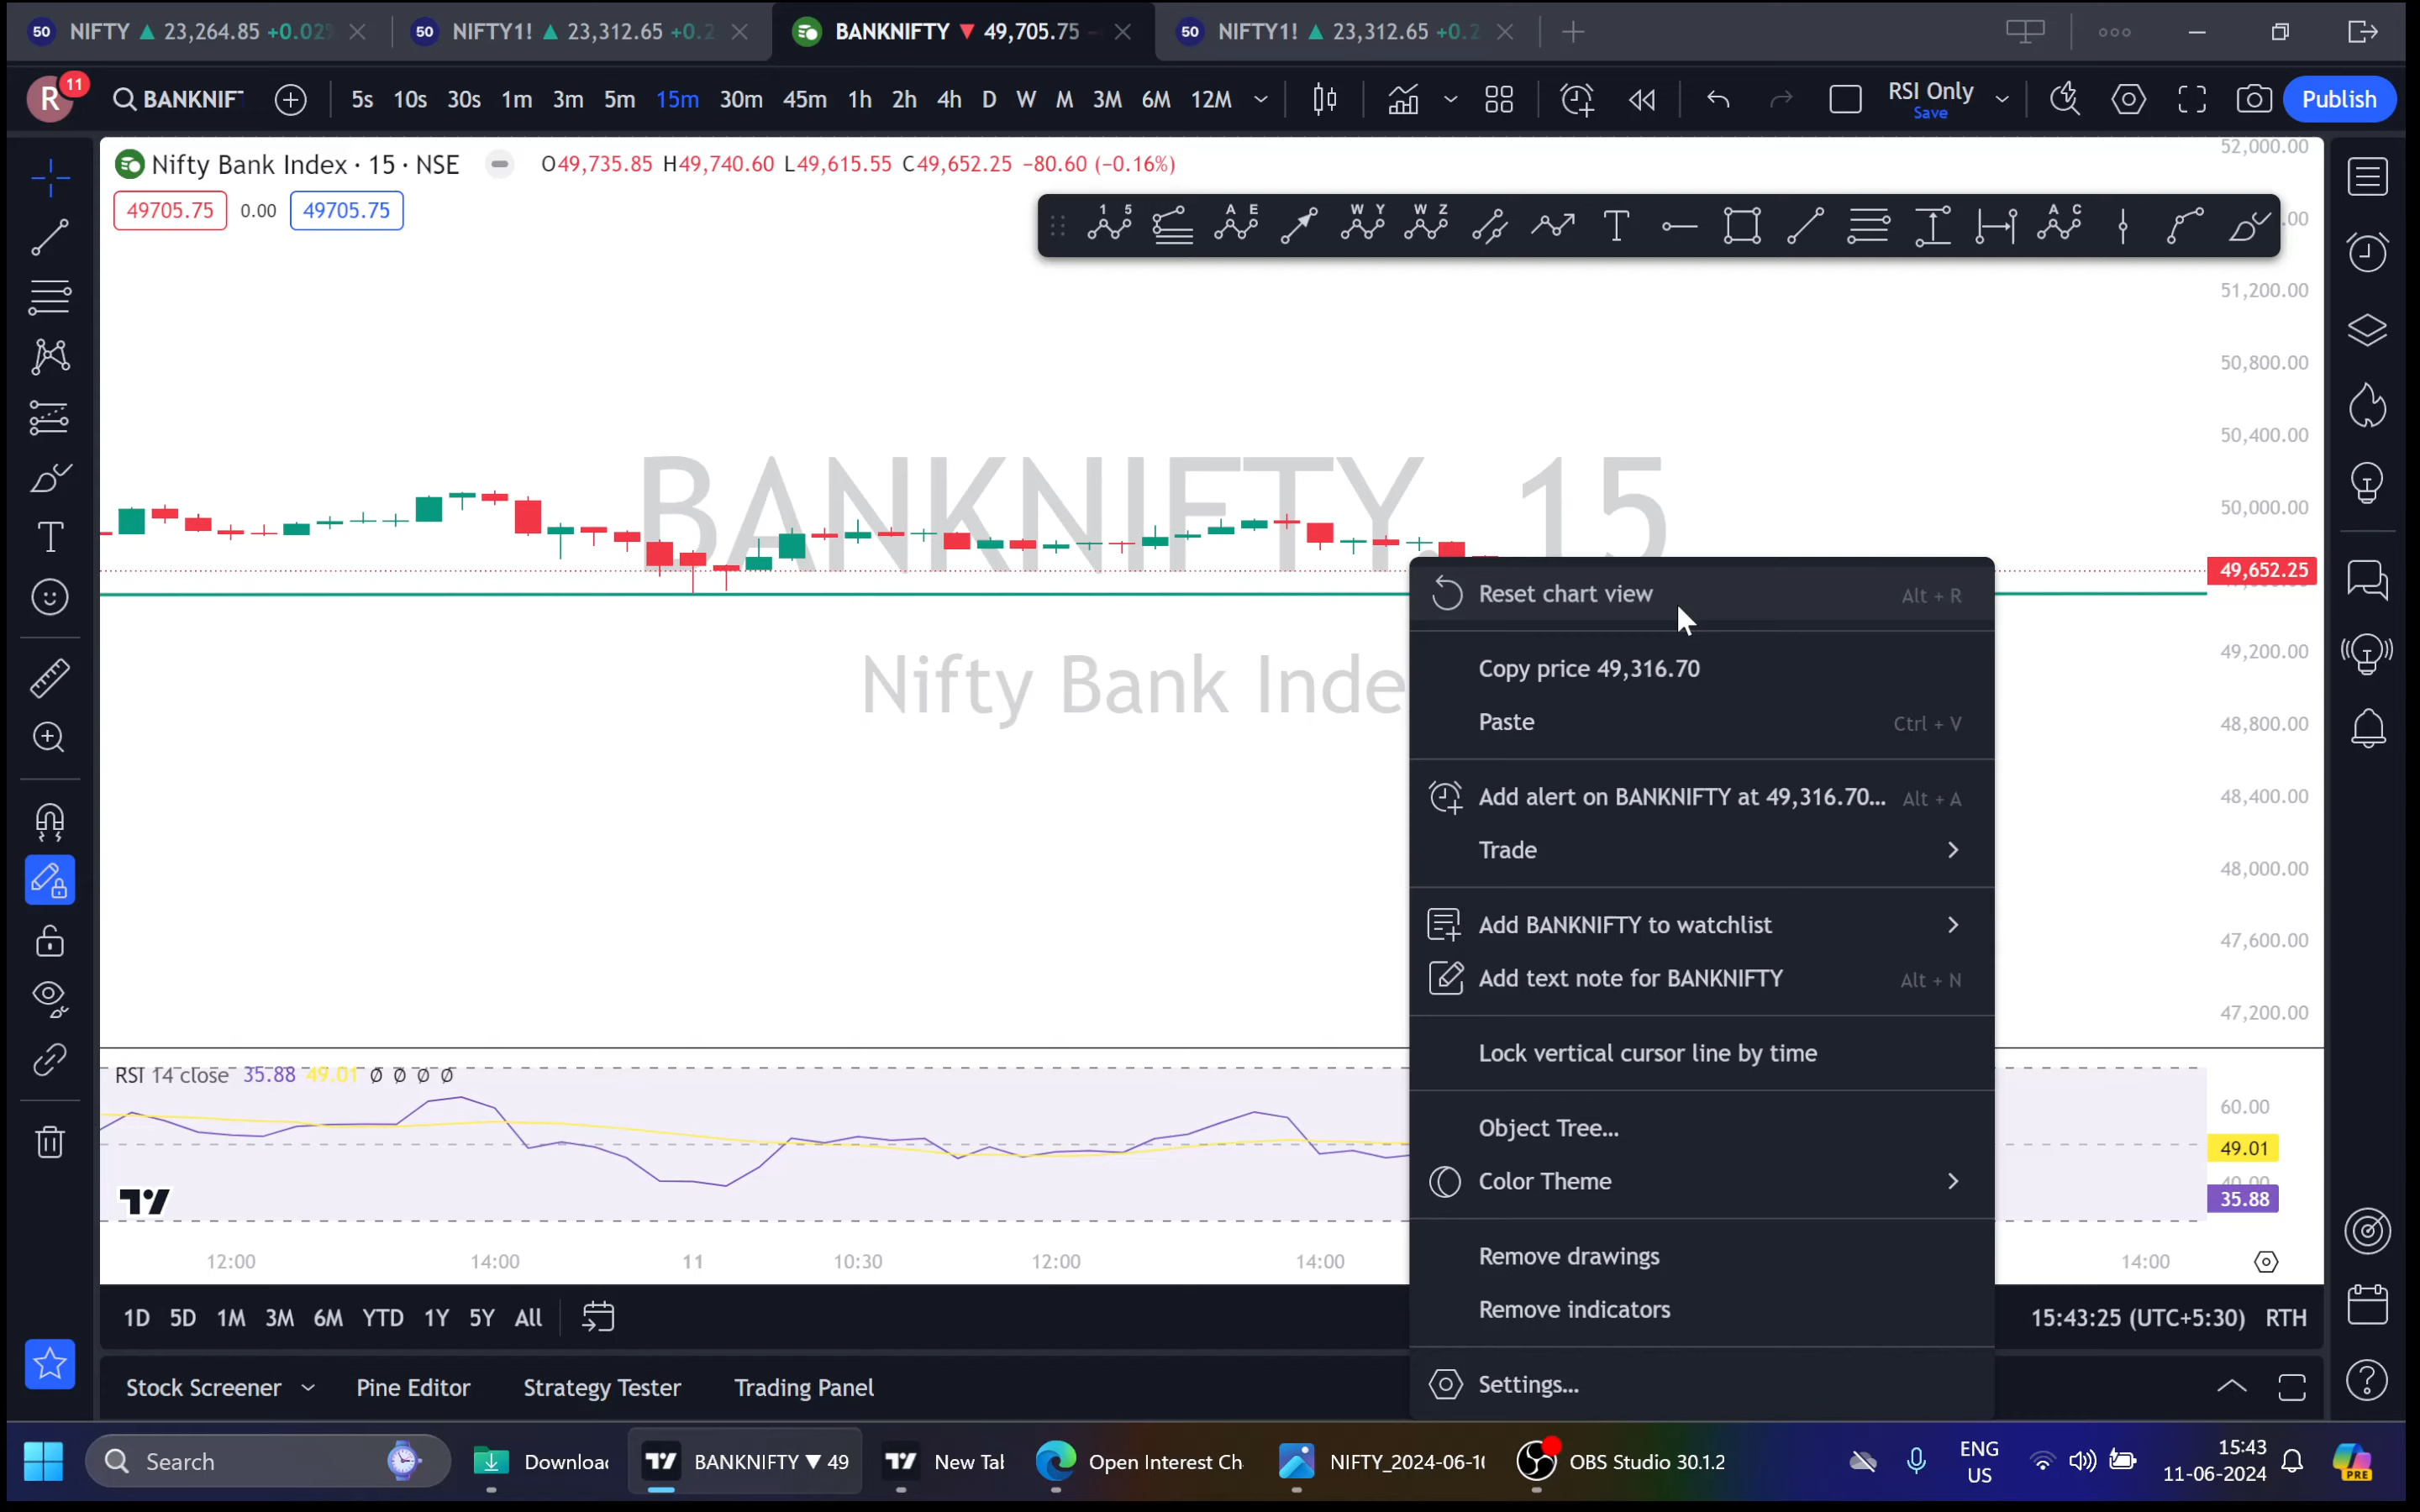 50 NIFTY ▲ 23,264.85 +0.02%
50 NIFTY1! ▲ 23,312.65 +0.2
BANKNIFTY ▼ 49,705.75
50 NIFTY1! ▲ 23,312.65 +0.2
R 11
BANKNIF
5s 10s 30s 1m 3m 5m 15m 30m 45m 1h 2h 4h D W M 3M 6M 12M
RSI Only
Save
Publish
Nifty Bank Index · 15 · NSE
O49,735.85 H49,740.60 L49,615.55 C49,652.25 −80.60 (−0.16%)
49705.75 0.00 49705.75
1 5
A E
W Y
W Z
A C
52,000.00
.00
51,200.00
50,800.00
50,400.00
50,000.00
49,652.25
49,200.00
48,800.00
48,400.00
48,000.00
47,600.00
47,200.00
BANKNIFTY, 15
Nifty Bank Inde
Reset chart view Alt + R
Copy price 49,316.70
Paste Ctrl + V
Add alert on BANKNIFTY at 49,316.70... Alt + A
Trade
Add BANKNIFTY to watchlist
Add text note for BANKNIFTY Alt + N
Lock vertical cursor line by time
Object Tree...
Color Theme
Remove drawings
Remove indicators
Settings...
RSI 14 close 35.88 49.01 Ø Ø Ø Ø
60.00
49.01
40.00
35.88
12:00 14:00 11 10:30 12:00 14:00 14:00
1D 5D 1M 3M 6M YTD 1Y 5Y All
15:43:25 (UTC+5:30) RTH
Stock Screener Pine Editor Strategy Tester Trading Panel
Search
Downloa
BANKNIFTY ▼ 49
New Ta
Open Interest Ch
NIFTY_2024-06-1
OBS Studio 30.1.2
ENG
US
15:43
11-06-2024
PRE